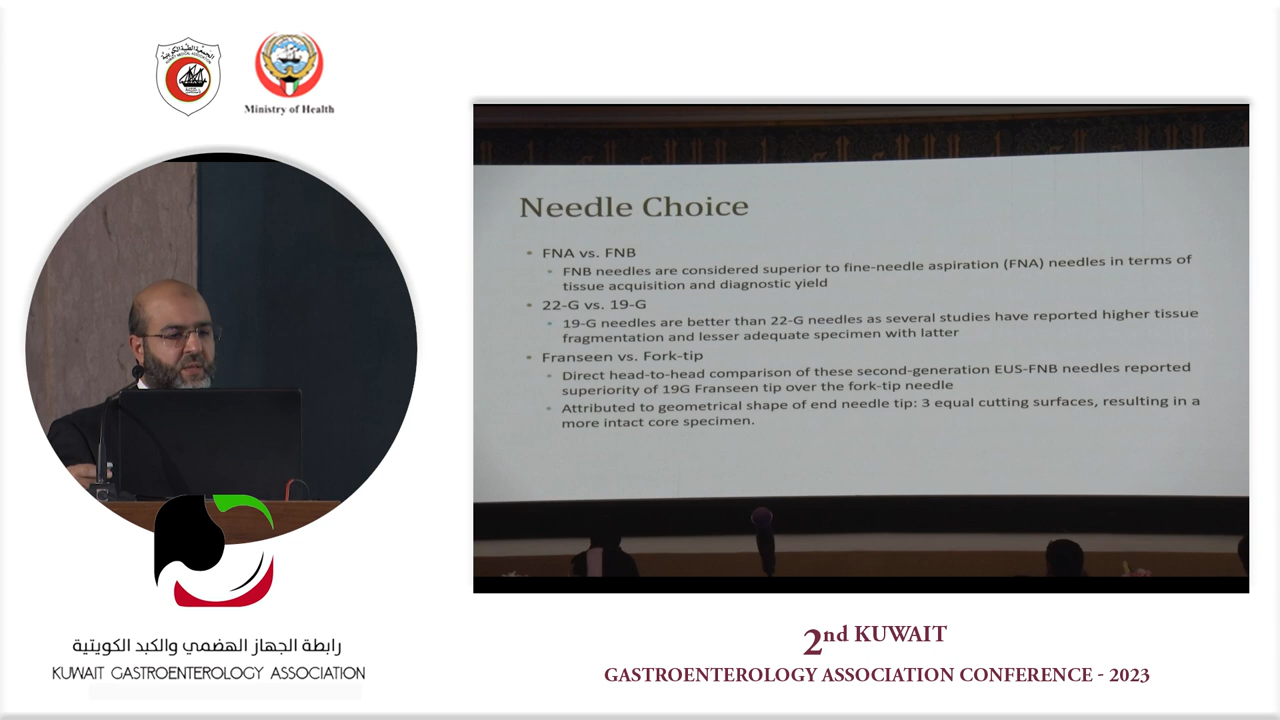 الجمعية الطبية الكويتية
Ministry of Health
Needle Choice
• FNA vs. FNB
• FNB needles are considered superior to fine-needle aspiration (FNA) needles in terms of
tissue acquisition and diagnostic yield
• 22-G vs. 19-G
• 19-G needles are better than 22-G needles as several studies have reported higher tissue
fragmentation and lesser adequate specimen with latter
• Franseen vs. Fork-tip
• Direct head-to-head comparison of these second-generation EUS-FNB needles reported
superiority of 19G Franseen tip over the fork-tip needle
• Attributed to geometrical shape of end needle tip: 3 equal cutting surfaces, resulting in a
more intact core specimen.
رابطة الجهاز الهضمي والكبد الكويتية
KUWAIT GASTROENTEROLOGY ASSOCIATION
2nd KUWAIT
GASTROENTEROLOGY ASSOCIATION CONFERENCE - 2023